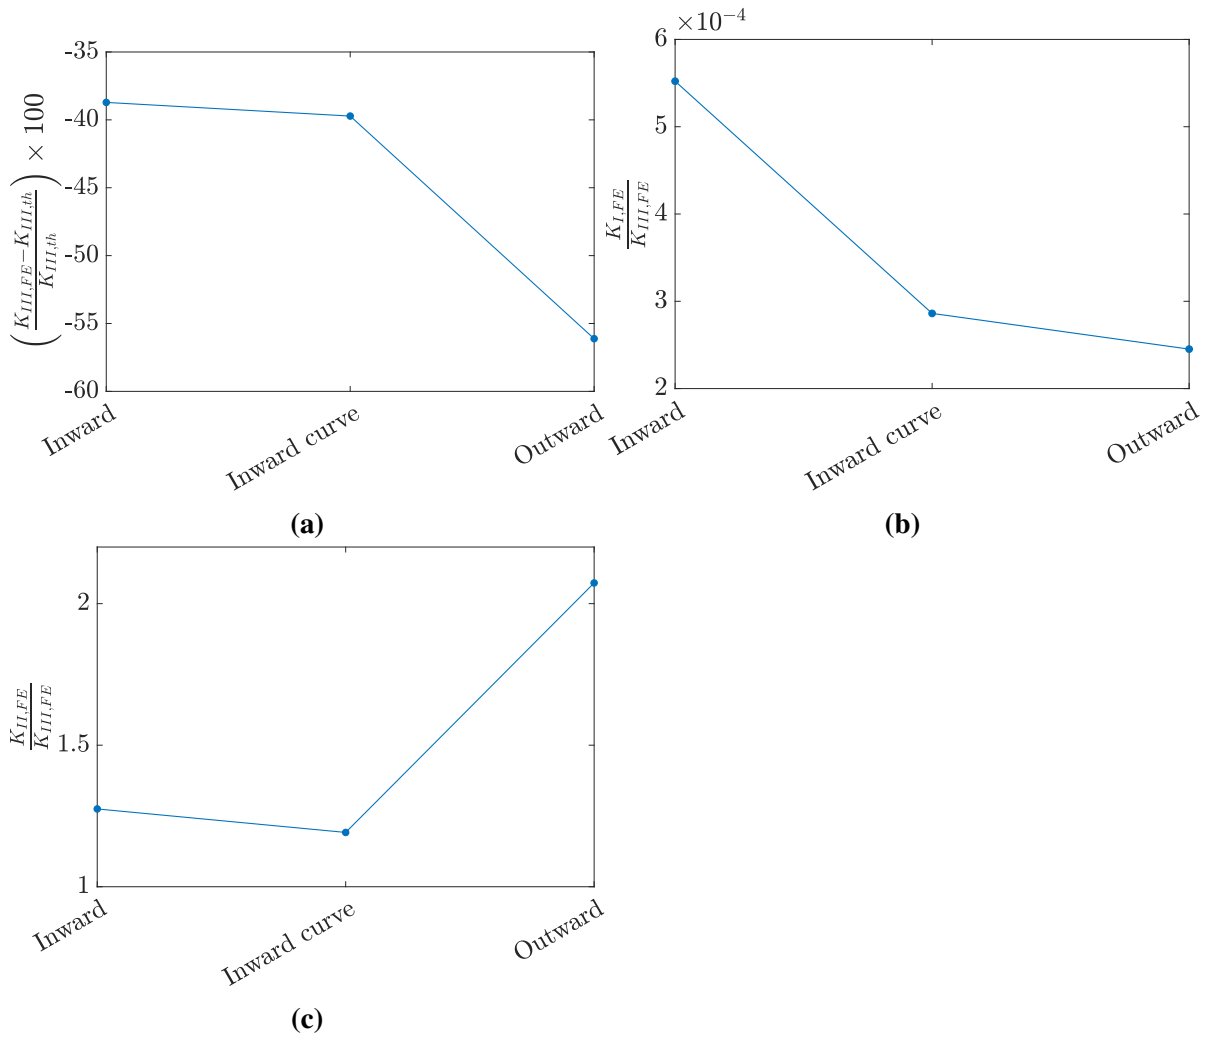 -35
-40
-45
-50
-55
-60
(K_{III,FE}−K_{III,th} / K_{III,th}) × 100
Inward
Inward curve
Outward
(a)
×10⁻⁴
6
5
4
3
2
K_{I,FE} / K_{III,FE}
Inward
Inward curve
Outward
(b)
2
1.5
1
K_{II,FE} / K_{III,FE}
Inward
Inward curve
Outward
(c)